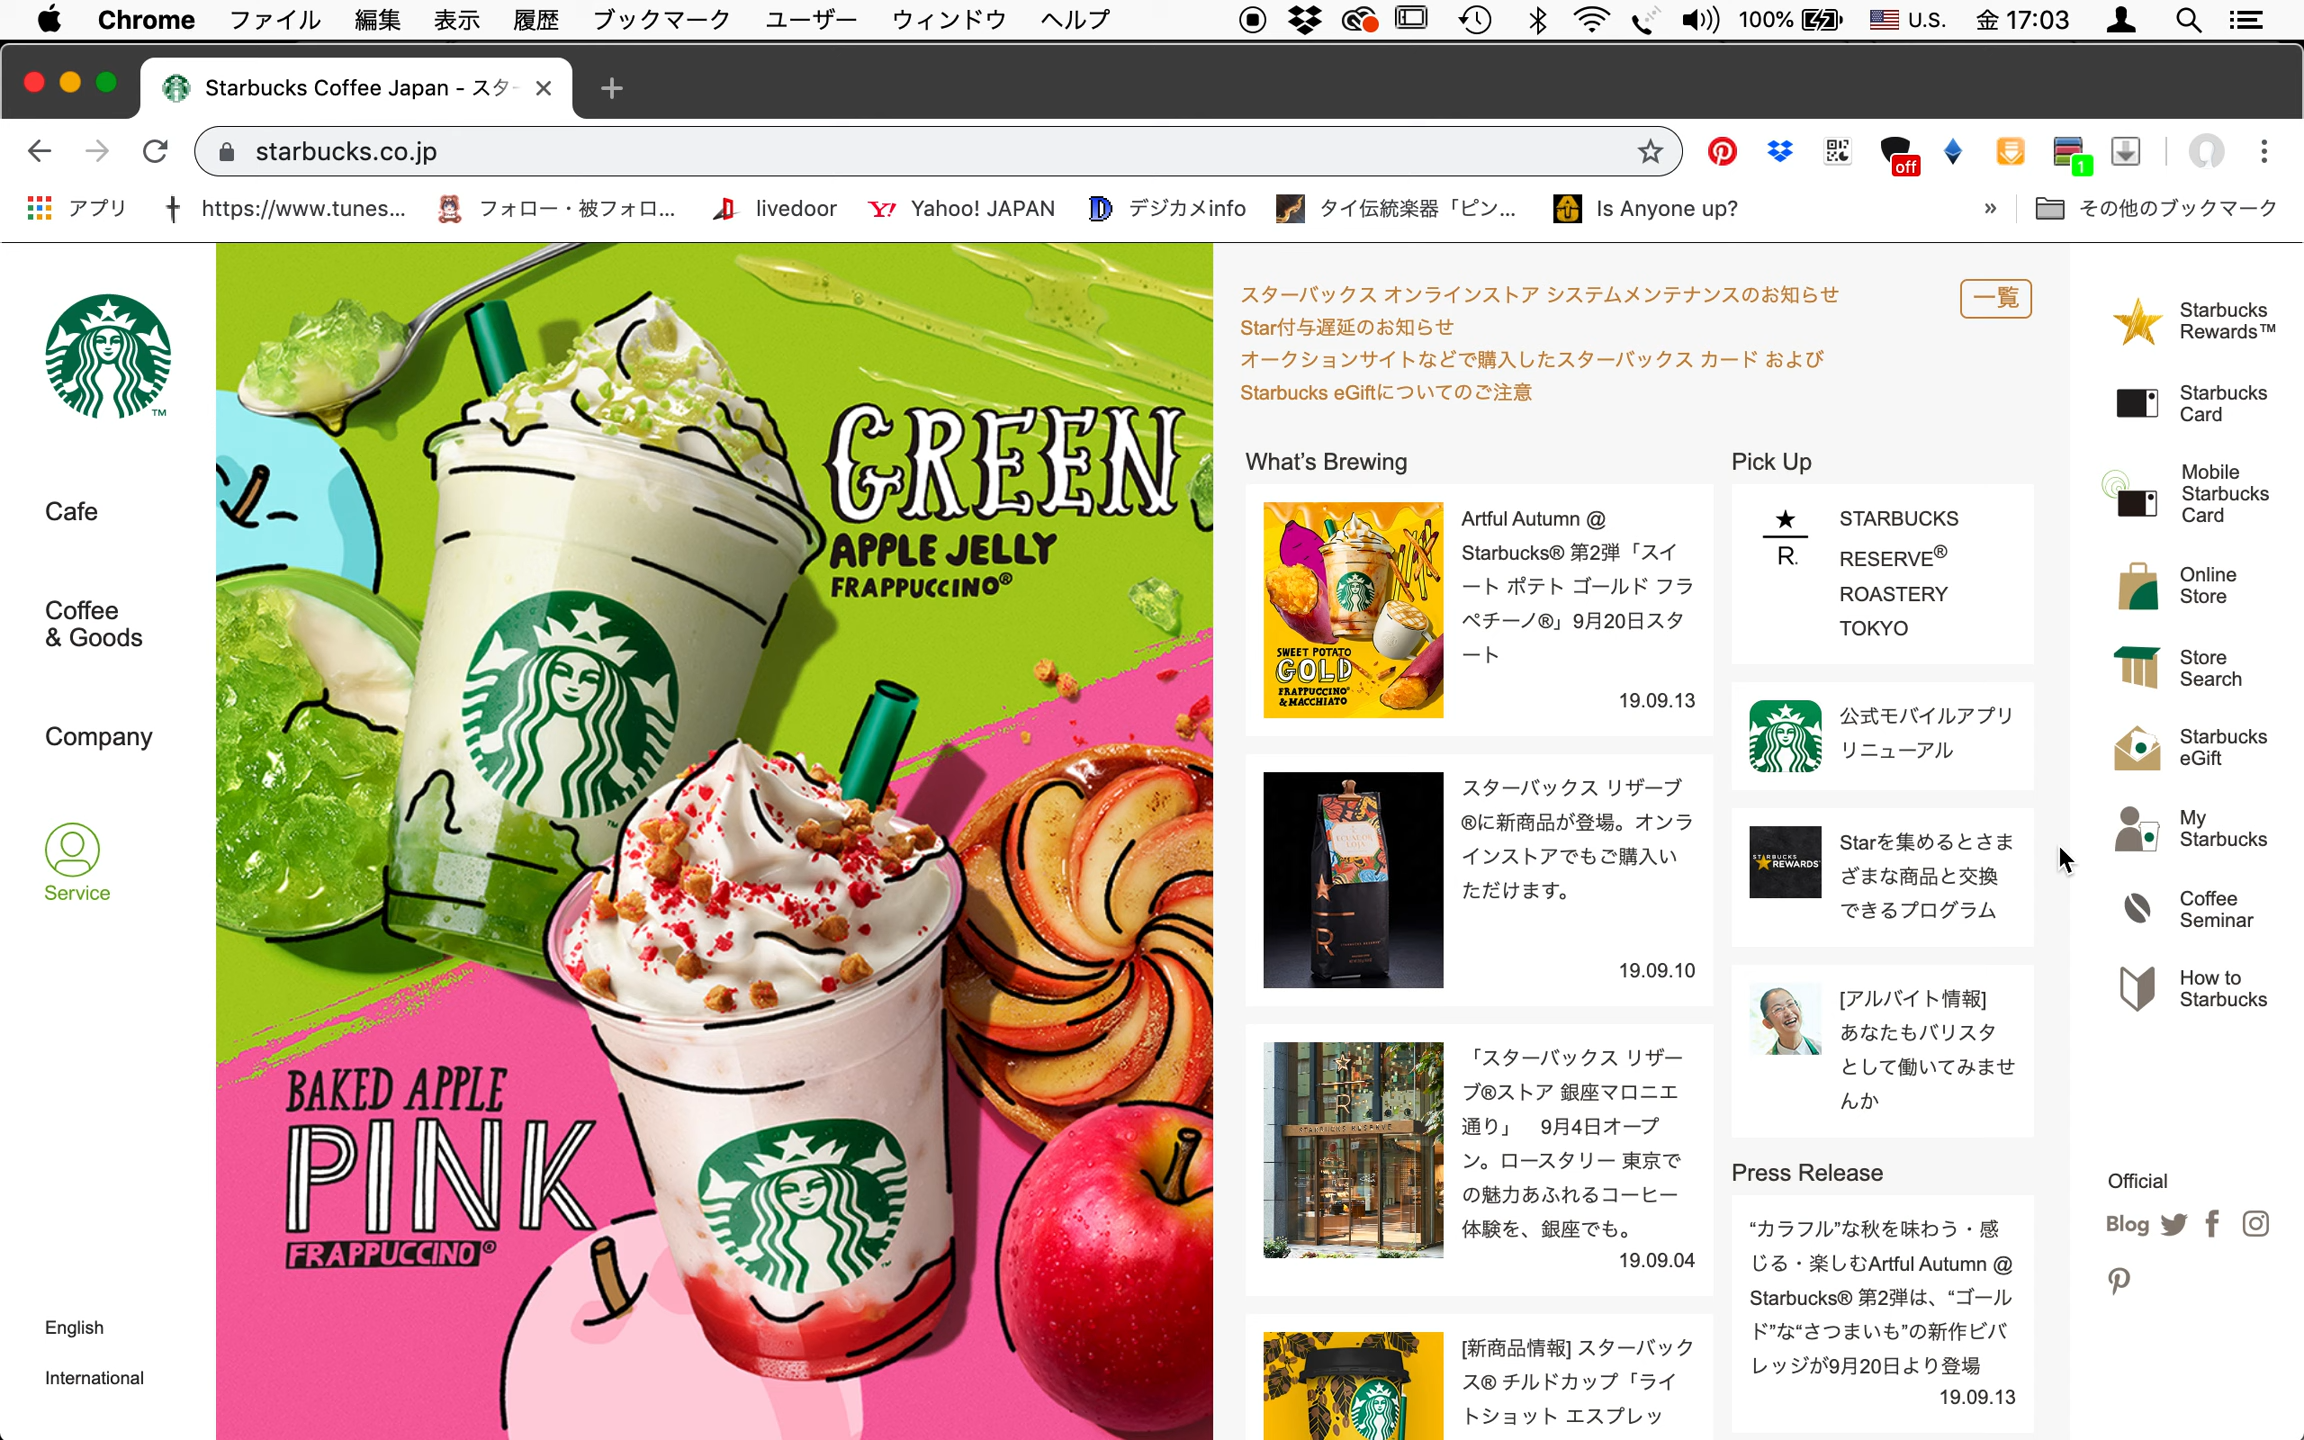 Chrome ファイル 編集 表示 履歴 ブックマーク ユーザー ウィンドウ ヘルプ 100% U.S. 金 17:03
Starbucks Coffee Japan - スタ
starbucks.co.jp
off 1
アプリ https://www.tunes... フォロー・被フォロ... livedoor Yahoo! JAPAN デジカメinfo タイ伝統楽器「ピン... Is Anyone up? » その他のブックマーク
TM
Cafe
Coffee
& Goods
Company
Service
English
International
GREEN
APPLE JELLY
FRAPPUCCINO®
BAKED APPLE
PINK
FRAPPUCCINO®
スターバックス オンラインストア システムメンテナンスのお知らせ
Star付与遅延のお知らせ
オークションサイトなどで購入したスターバックス カード および
Starbucks eGiftについてのご注意
一覧
What's Brewing
SWEET POTATO
GOLD
FRAPPUCCINO®
& MACCHIATO
Artful Autumn @
Starbucks® 第2弾「スイ
ート ポテト ゴールド フラ
ペチーノ®」9月20日スタ
ート
19.09.13
R
スターバックス リザーブ
®に新商品が登場。オンラ
インストアでもご購入い
ただけます。
19.09.10
R
STARBUCKS RESERVE
「スターバックス リザー
ブ®ストア 銀座マロニエ
通り」　9月4日オープ
ン。ロースタリー 東京で
の魅力あふれるコーヒー
体験を、銀座でも。
19.09.04
[新商品情報] スターバック
ス® チルドカップ「ライ
トショット エスプレッ
Pick Up
R.
STARBUCKS
RESERVE®
ROASTERY
TOKYO
公式モバイルアプリ
リニューアル
STARBUCKS
REWARDS
Starを集めるとさま
ざまな商品と交換
できるプログラム
[アルバイト情報]
あなたもバリスタ
として働いてみませ
んか
Press Release
“カラフル”な秋を味わう・感
じる・楽しむArtful Autumn @
Starbucks® 第2弾は、“ゴール
ド”な“さつまいも”の新作ビバ
レッジが9月20日より登場
19.09.13
Starbucks
Rewards™
Starbucks
Card
Mobile
Starbucks
Card
Online
Store
Store
Search
Starbucks
eGift
My
Starbucks
Coffee
Seminar
How to
Starbucks
Official
Blog